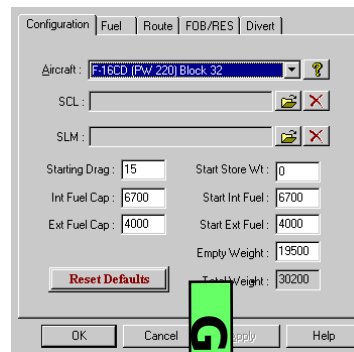 Configuration Fuel Route FOB/RES Divert
Aircraft : F-16CD (PW 220) Block 32 ?
SCL :
SLM :
Starting Drag : 15 Start Store Wt : 0
Int Fuel Cap : 6700 Start Int Fuel : 6700
Ext Fuel Cap : 4000 Start Ext Fuel : 4000
Empty Weight : 19500
Reset Defaults Total Weight : 30200
G
OK Cancel Apply Help